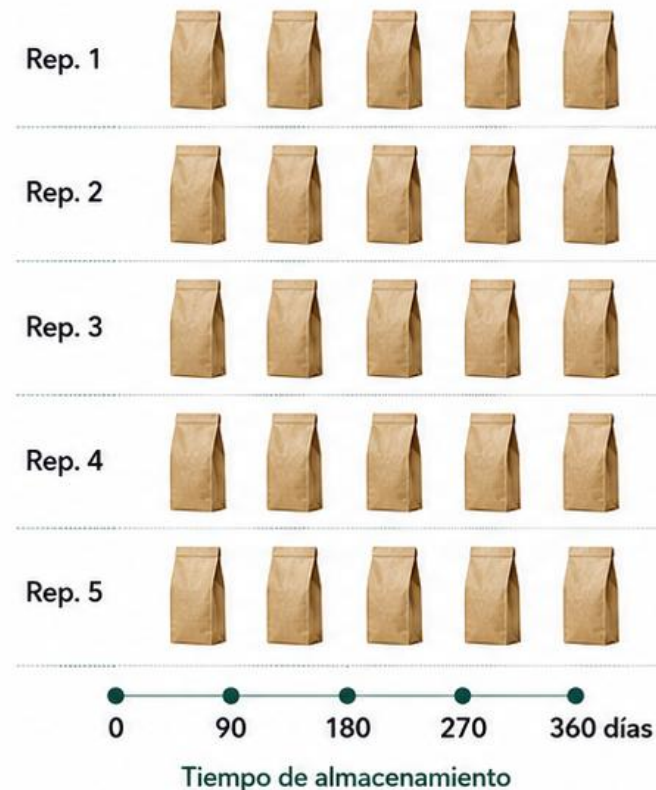 Rep. 1
Rep. 2
Rep. 3
Rep. 4
Rep. 5
0 90 180 270 360 días
Tiempo de almacenamiento